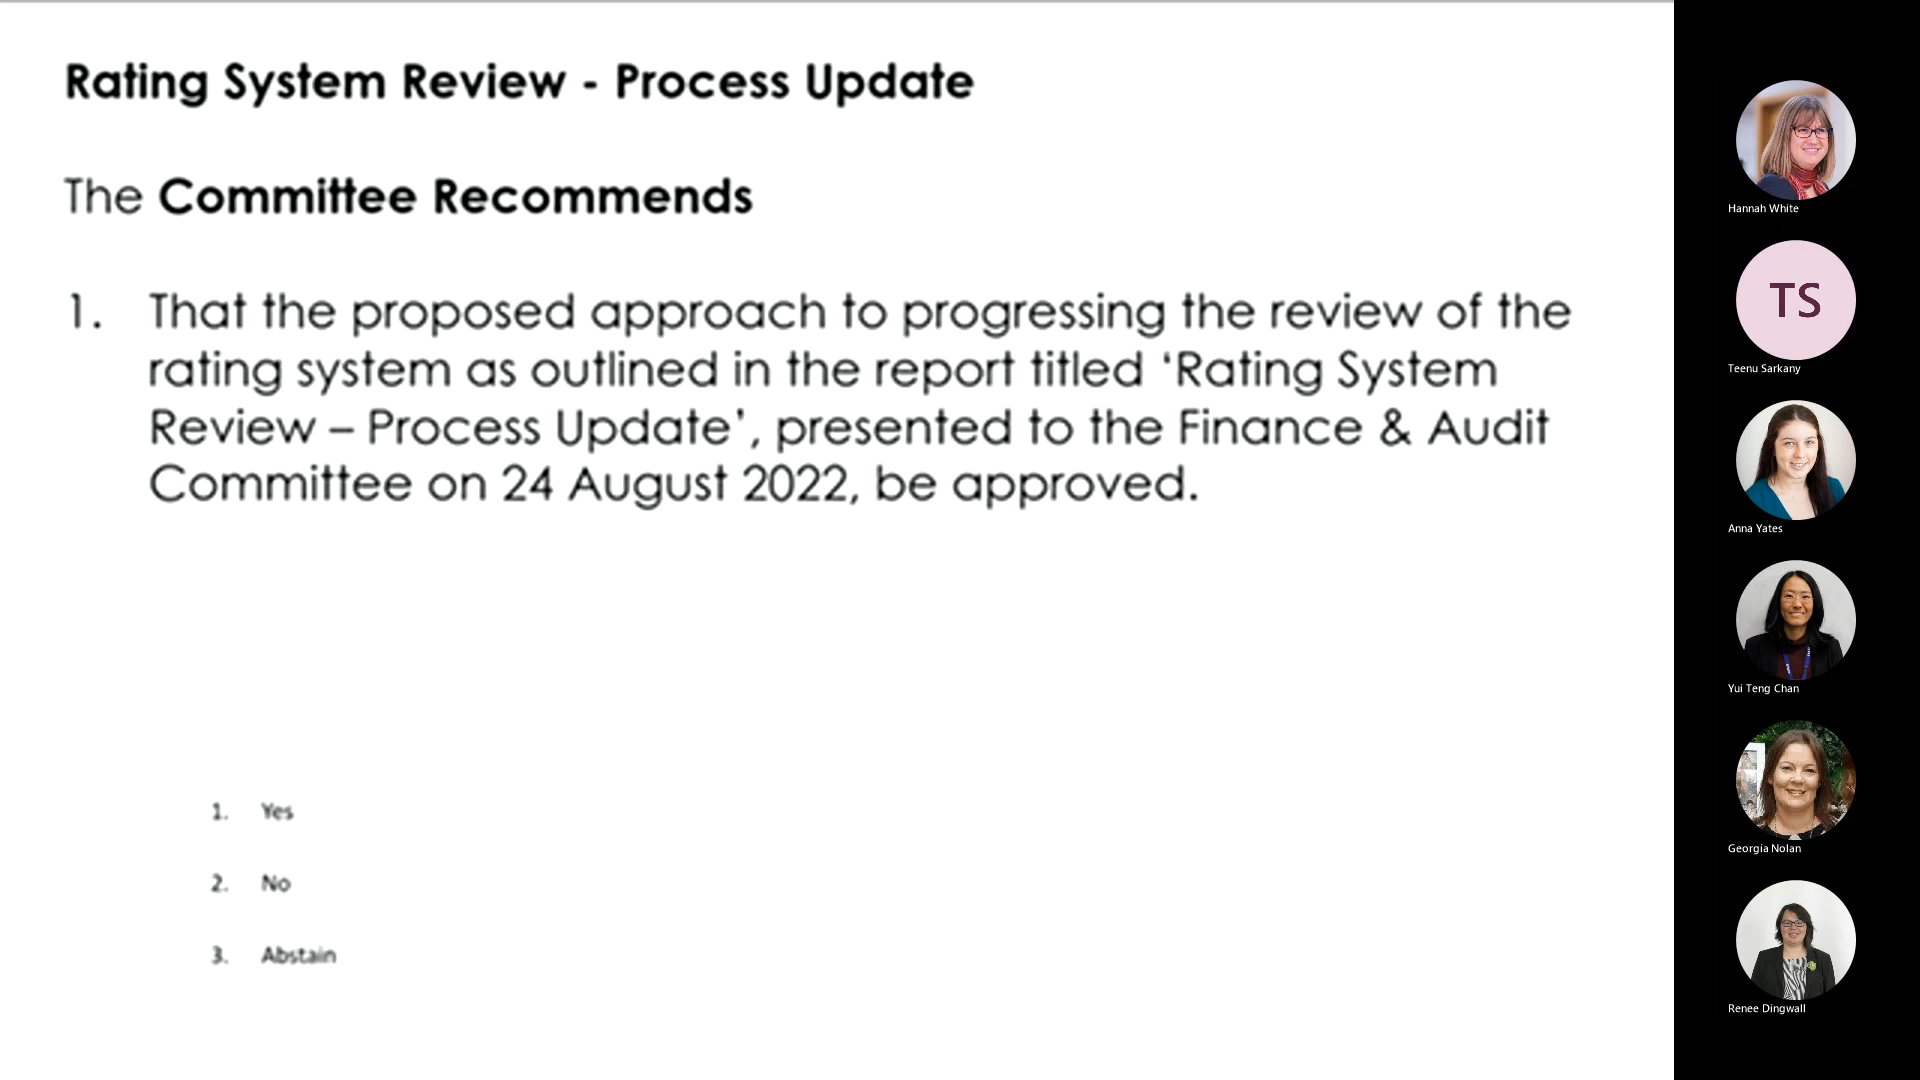 Rating System Review - Process Update
The Committee Recommends
1. That the proposed approach to progressing the review of the
rating system as outlined in the report titled ‘Rating System
Review – Process Update’, presented to the Finance & Audit
Committee on 24 August 2022, be approved.
1. Yes
2. No
3. Abstain
Hannah White
TS
Teenu Sarkany
Anna Yates
Yui Teng Chan
Georgia Nolan
Renee Dingwall